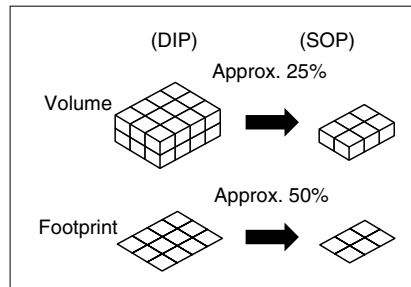 (DIP) (SOP)
Approx. 25%
Volume
Approx. 50%
Footprint